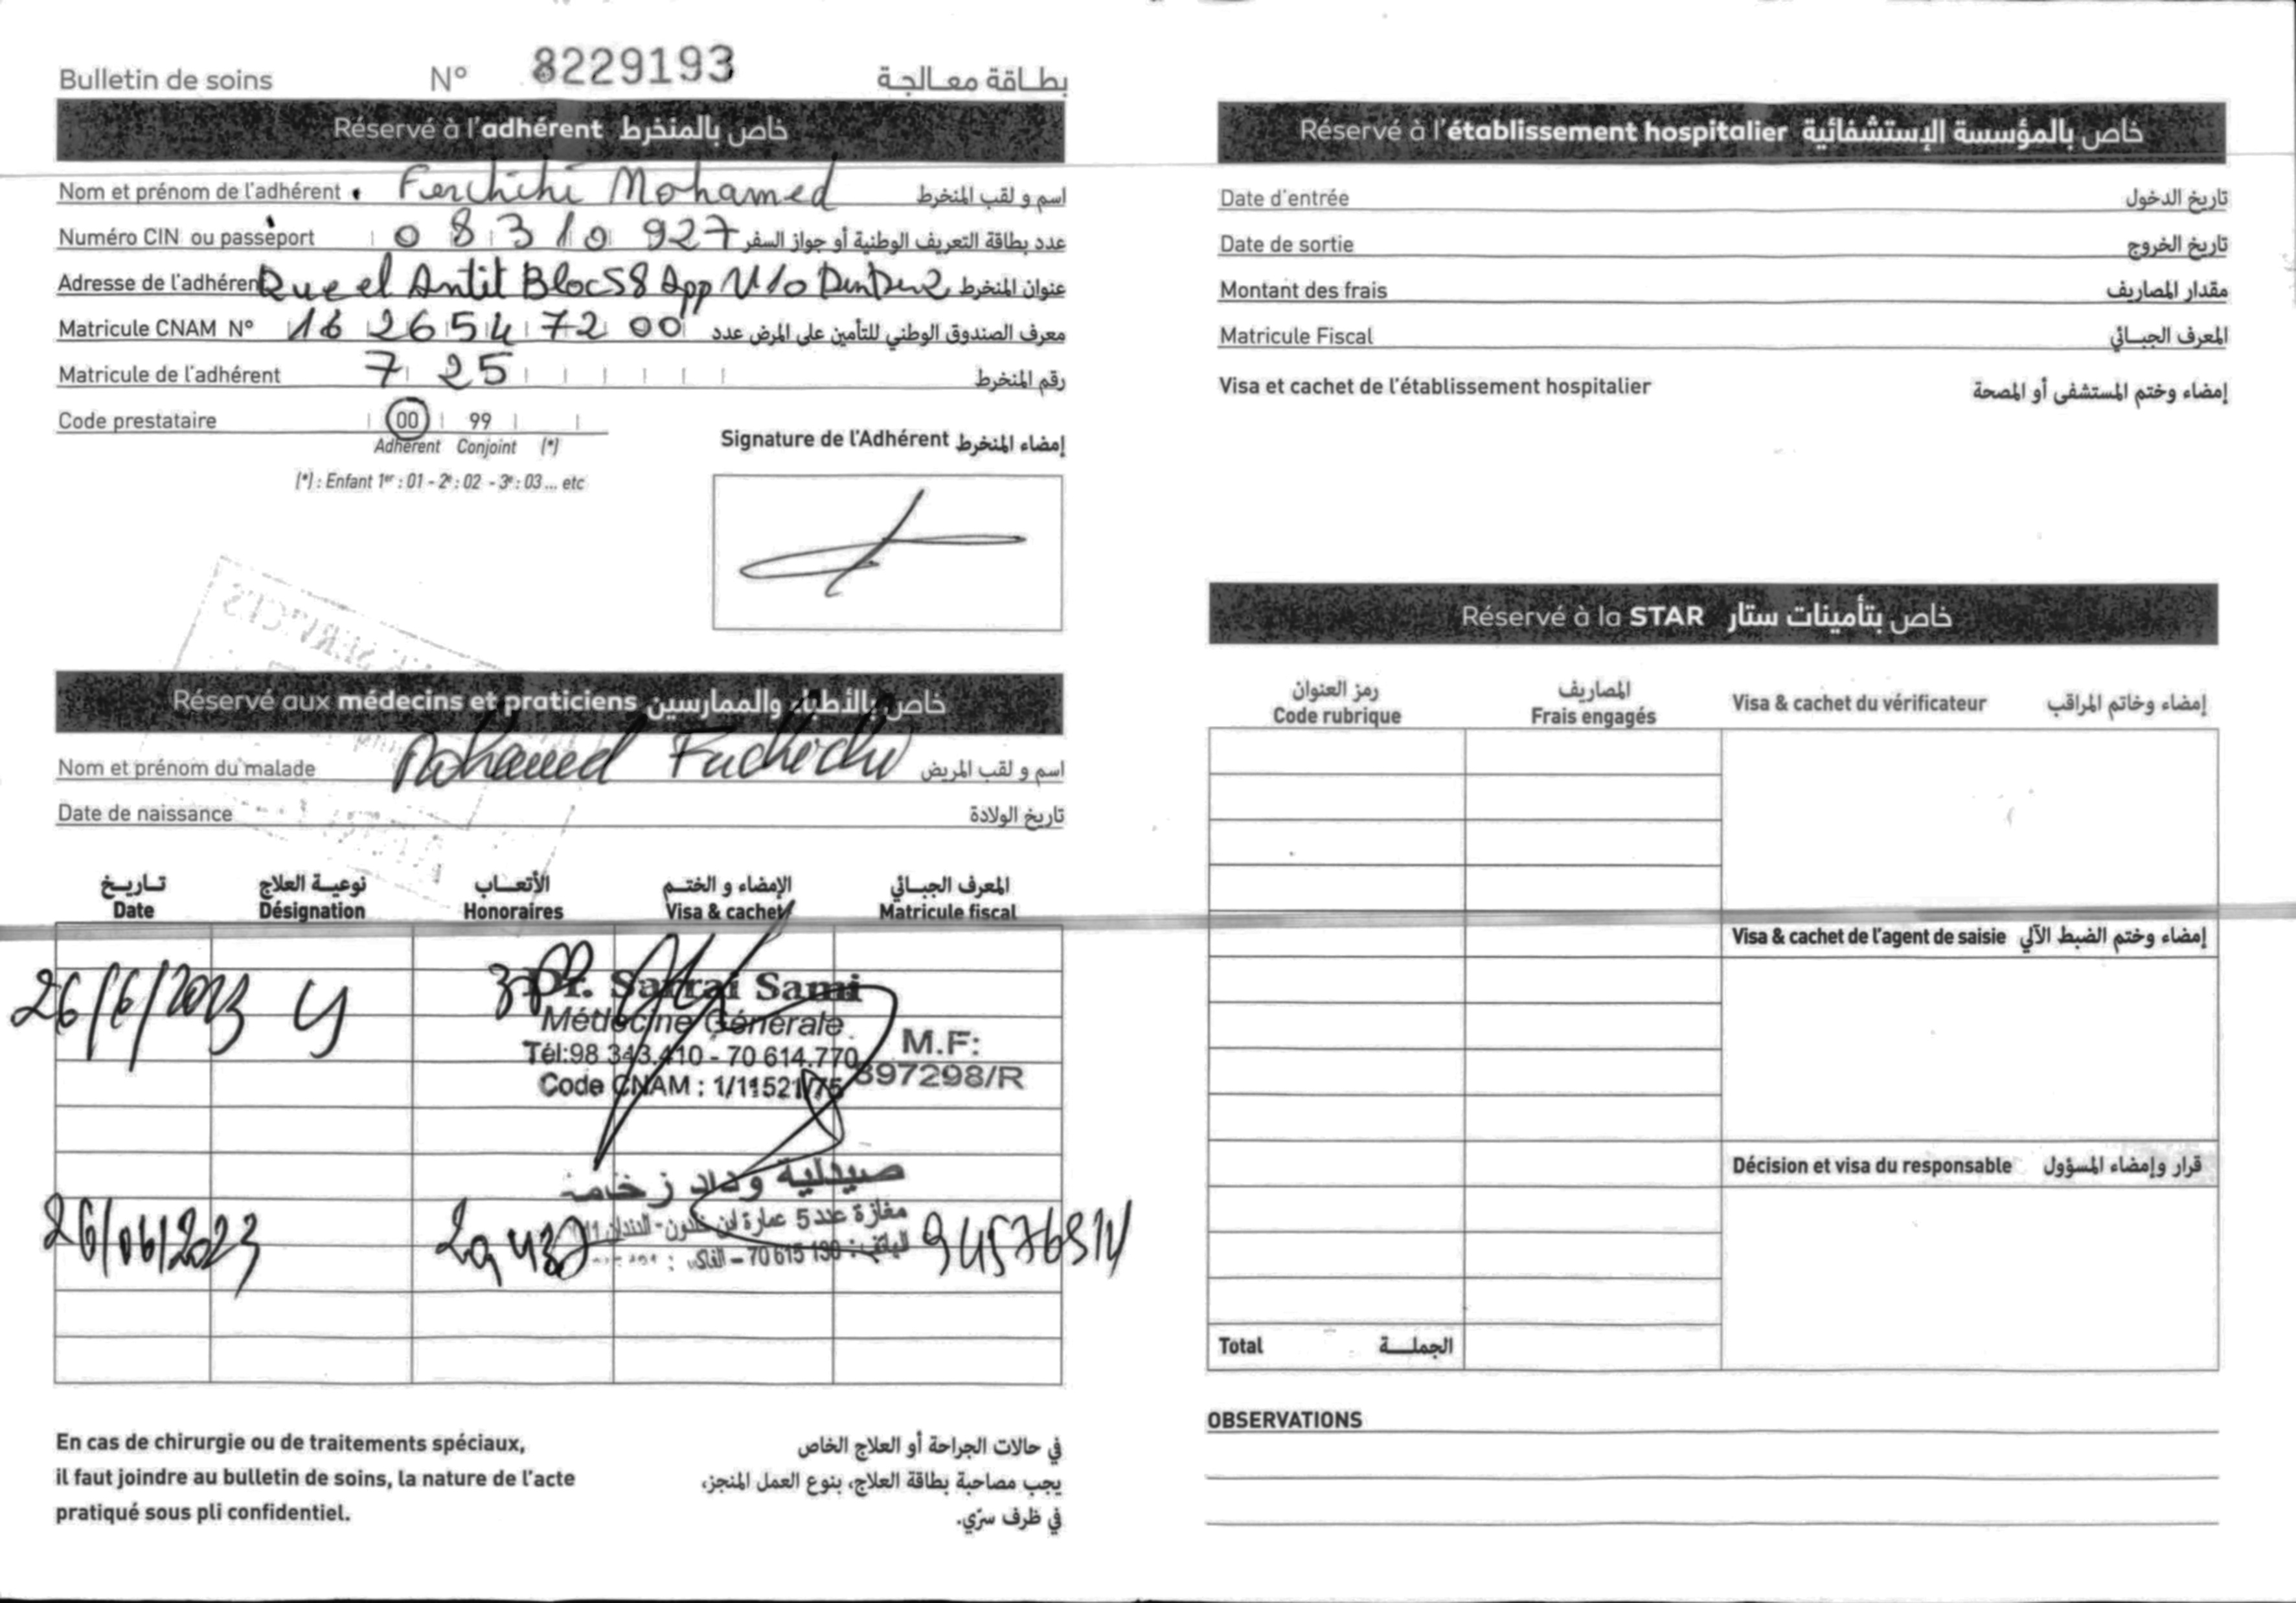 Bulletin de soins N° 8229193 بطاقة معالجة
Réservé à l'adhérent خاص بالمنخرط
Nom et prénom de l'adhérent Ferchichi Mohamed اسم و لقب المنخرط
Numéro CIN ou passeport 0 8 3 1 0 9 2 7 عدد بطاقة التعريف الوطنية أو جواز السفر
Adresse de l'adhérent Rue el Antit Bloc 58 App N 10 DenDen 2 عنوان المنخرط
Matricule CNAM N° 16 2654 72 00 معرف الصندوق الوطني للتأمين على المرض عدد
Matricule de l'adhérent 7 25 رقم المنخرط
Code prestataire 00 99
Adhérent Conjoint (*)
(*) : Enfant 1er : 01 - 2e : 02 - 3e : 03 ... etc
Signature de l'Adhérent إمضاء المنخرط
Réservé aux médecins et praticiens خاص بالأطباء والممارسين
Nom et prénom du malade Mohamed Ferchichi اسم و لقب المريض
Date de naissance تاريخ الولادة
تاريخ نوعية العلاج الأتعاب الإمضاء و الختم المعرف الجبائي
Date Désignation Honoraires Visa & cachet Matricule fiscal
26/6/2023
Dr. Sarrai Sami
Médecine Générale
Tél:98 343.410 - 70 614.770 M.F:
Code CNAM : 1/11521/75 897298/R
صيدلية وداد زخامة
مغازة عدد 5 عمارة ابن خلدون - الدندان
26/06/2023 29 437 الهاتف : 70 615 130 – الفاكس :
En cas de chirurgie ou de traitements spéciaux,
il faut joindre au bulletin de soins, la nature de l'acte
pratiqué sous pli confidentiel.
في حالات الجراحة أو العلاج الخاص
يجب مصاحبة بطاقة العلاج، بنوع العمل المنجز،
في ظرف سرّي.
Réservé à l'établissement hospitalier خاص بالمؤسسة الإستشفائية
Date d'entrée تاريخ الدخول
Date de sortie تاريخ الخروج
Montant des frais مقدار المصاريف
Matricule Fiscal المعرف الجبائي
Visa et cachet de l'établissement hospitalier إمضاء وختم المستشفى أو المصحة
Réservé à la STAR خاص بتأمينات ستار
رمز العنوان المصاريف
Code rubrique Frais engagés Visa & cachet du vérificateur إمضاء وخاتم المراقب
Visa & cachet de l'agent de saisie إمضاء وختم الضبط الآلي
Décision et visa du responsable قرار وإمضاء المسؤول
Total الجملة
OBSERVATIONS